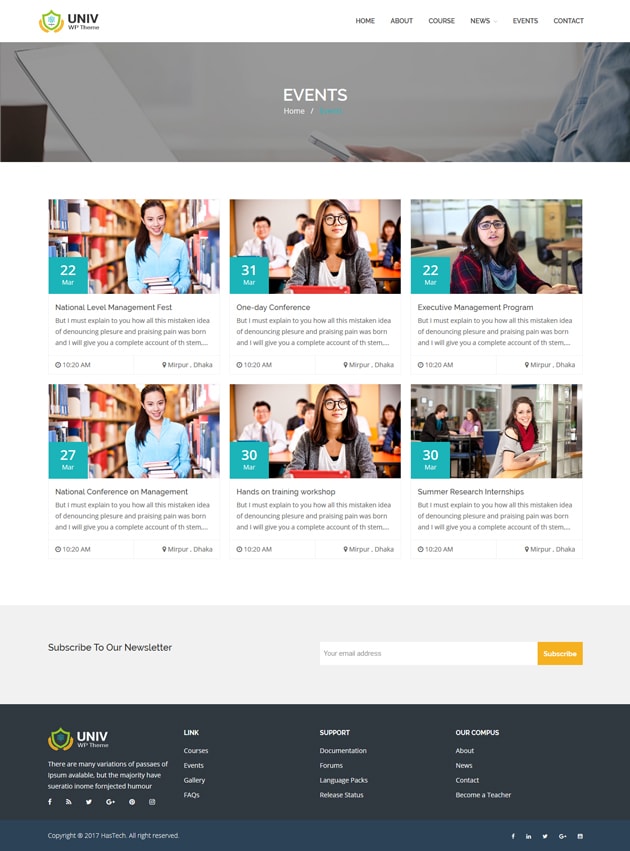 UNIV
WP Theme
HOME ABOUT COURSE NEWS EVENTS CONTACT
EVENTS
Home / Events
22
Mar
National Level Management Fest
But I must explain to you how all this mistaken idea
of denouncing plesure and praising pain was born
and I will give you a complete account of th stem,...
10:20 AM
Mirpur , Dhaka
31
Mar
One-day Conference
But I must explain to you how all this mistaken idea
of denouncing plesure and praising pain was born
and I will give you a complete account of th stem,...
10:20 AM
Mirpur , Dhaka
22
Mar
Executive Management Program
But I must explain to you how all this mistaken idea
of denouncing plesure and praising pain was born
and I will give you a complete account of th stem,...
10:20 AM
Mirpur , Dhaka
27
Mar
National Conference on Management
But I must explain to you how all this mistaken idea
of denouncing plesure and praising pain was born
and I will give you a complete account of th stem,...
10:20 AM
Mirpur , Dhaka
30
Mar
Hands on training workshop
But I must explain to you how all this mistaken idea
of denouncing plesure and praising pain was born
and I will give you a complete account of th stem,...
10:20 AM
Mirpur , Dhaka
30
Mar
Summer Research Internships
But I must explain to you how all this mistaken idea
of denouncing plesure and praising pain was born
and I will give you a complete account of th stem,...
10:20 AM
Mirpur , Dhaka
Subscribe To Our Newsletter
Your email address
Subscribe
UNIV
WP Theme
There are many variations of passaes of
Ipsum avalable, but the majority have
sueratio inome fornjected humour
LINK
Courses
Events
Gallery
FAQs
SUPPORT
Documentation
Forums
Language Packs
Release Status
OUR COMPUS
About
News
Contact
Become a Teacher
Copyright ® 2017 HasTech. All right reserved.